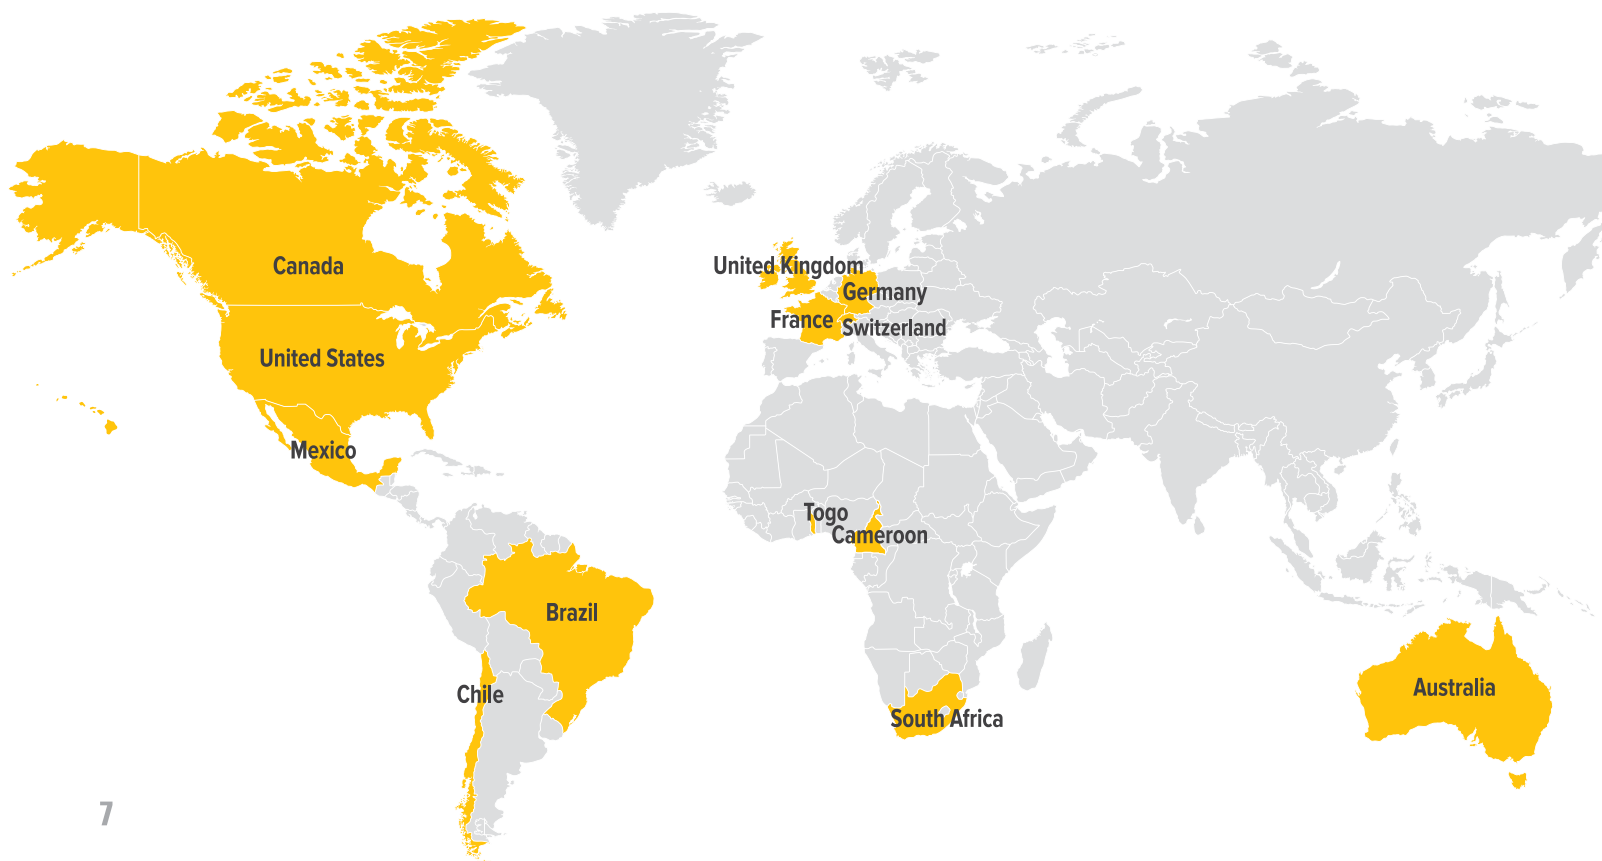 Canada
United Kingdom
Germany
France
Switzerland
United States
Mexico
Togo
Cameroon
Brazil
Chile
Australia
South Africa
7